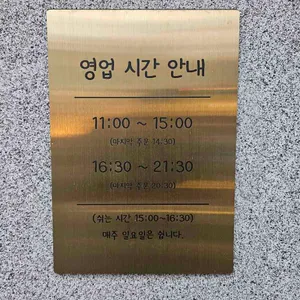 영업 시간 안내
11:00 ~ 15:00
(마지막 주문 14:30)
16:30 ~ 21:30
(마지막 주문 20:30)
(쉬는 시간 15:00~16:30)
매주 일요일은 쉽니다.